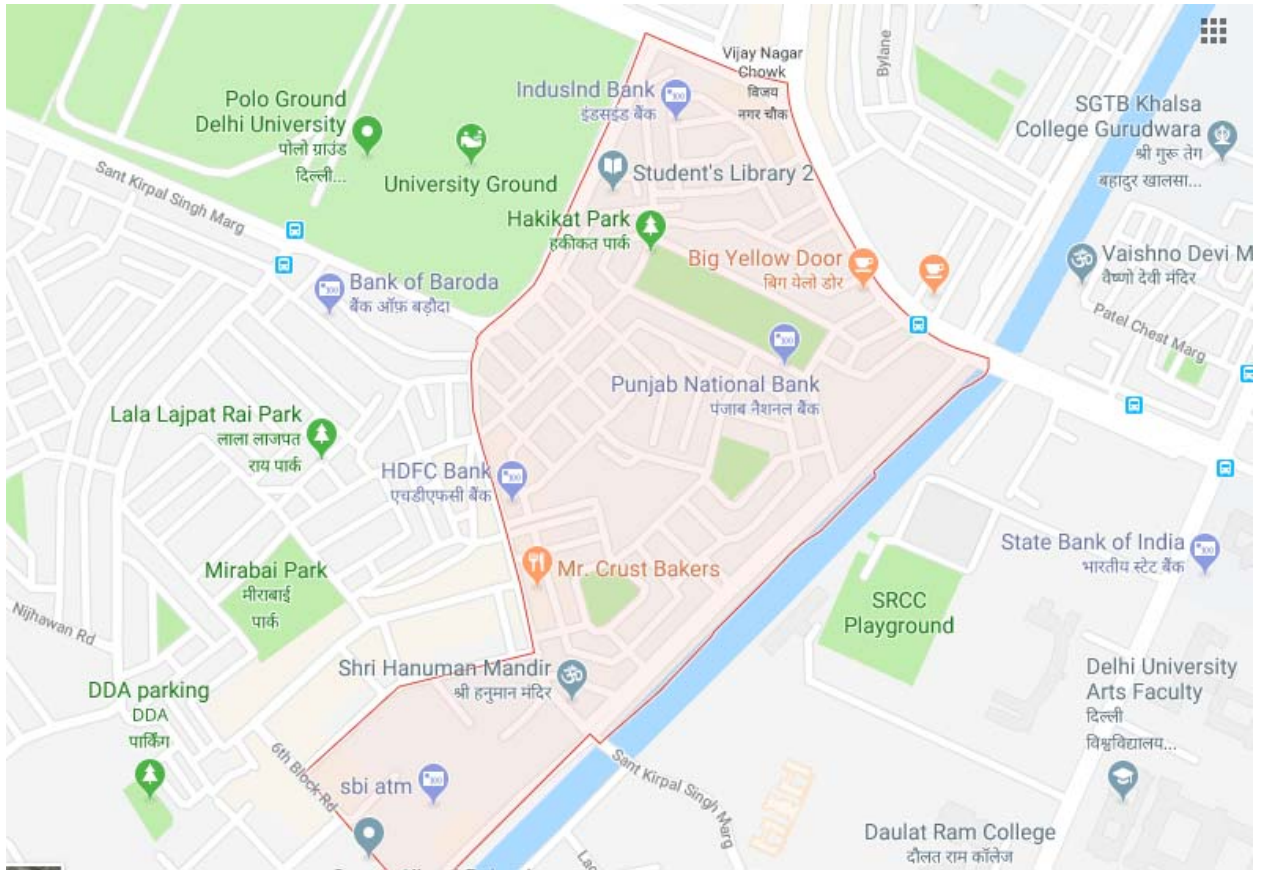 Vijay Nagar
Chowk
विजय
नगर चौक
Bylane
IndusInd Bank
इंडसइंड बैंक
Polo Ground
Delhi University
पोलो ग्राउंड
दिल्ली...
SGTB Khalsa
College Gurudwara
श्री गुरू तेग
बहादुर खालसा...
University Ground
Student's Library 2
Sant Kirpal Singh Marg
Hakikat Park
हकीकत पार्क
Big Yellow Door
बिग येलो डोर
Vaishno Devi M
वैष्णो देवी मंदिर
Bank of Baroda
बैंक ऑफ़ बड़ौदा
Patel Chest Marg
Punjab National Bank
पंजाब नैशनल बैंक
Lala Lajpat Rai Park
लाला लाजपत
राय पार्क
HDFC Bank
एचडीएफसी बैंक
State Bank of India
भारतीय स्टेट बैंक
Mr. Crust Bakers
Mirabai Park
मीराबाई
पार्क
SRCC
Playground
Nijhawan Rd
Shri Hanuman Mandir
श्री हनुमान मंदिर
Delhi University
Arts Faculty
दिल्ली
विश्वविद्यालय...
DDA parking
DDA
पार्किंग
6th Block Rd
sbi atm
Sant Kirpal Singh Marg
Daulat Ram College
दौलत राम कॉलेज